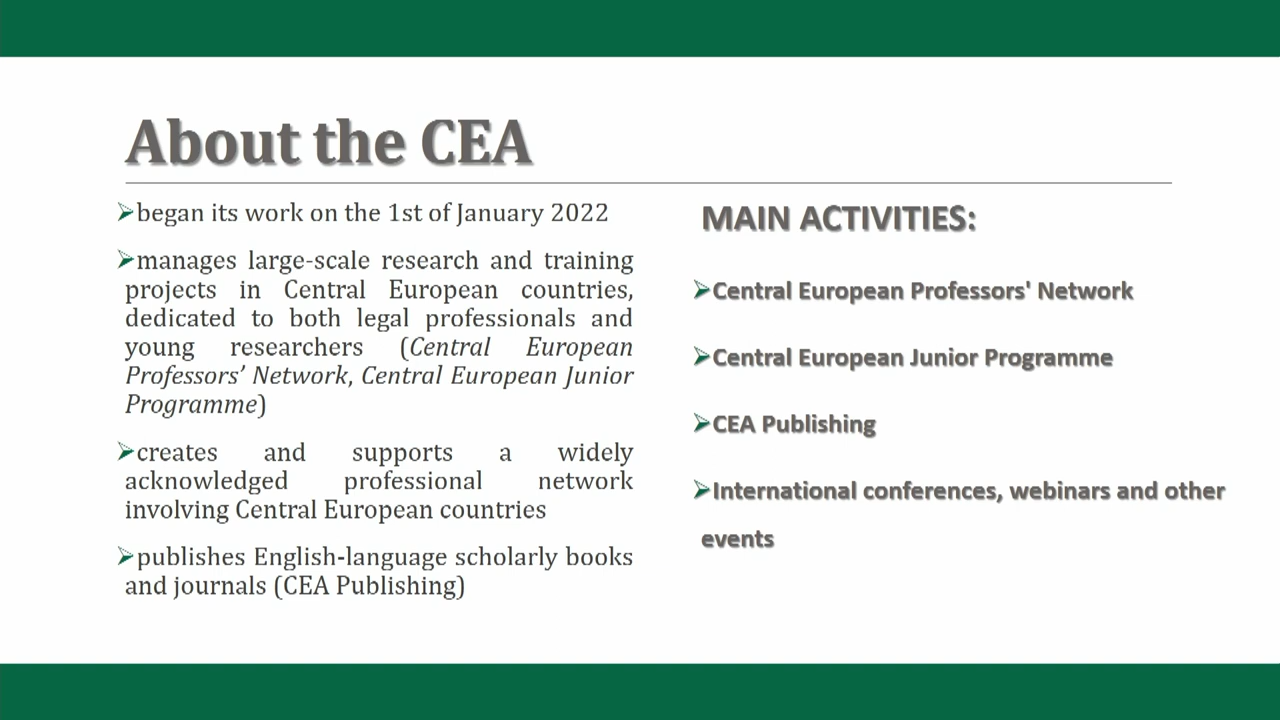 About the CEA
began its work on the 1st of January 2022
manages large-scale research and training
projects in Central European countries,
dedicated to both legal professionals and
young researchers (Central European
Professors’ Network, Central European Junior
Programme)
creates and supports a widely
acknowledged professional network
involving Central European countries
publishes English-language scholarly books
and journals (CEA Publishing)
MAIN ACTIVITIES:
Central European Professors' Network
Central European Junior Programme
CEA Publishing
International conferences, webinars and other
events